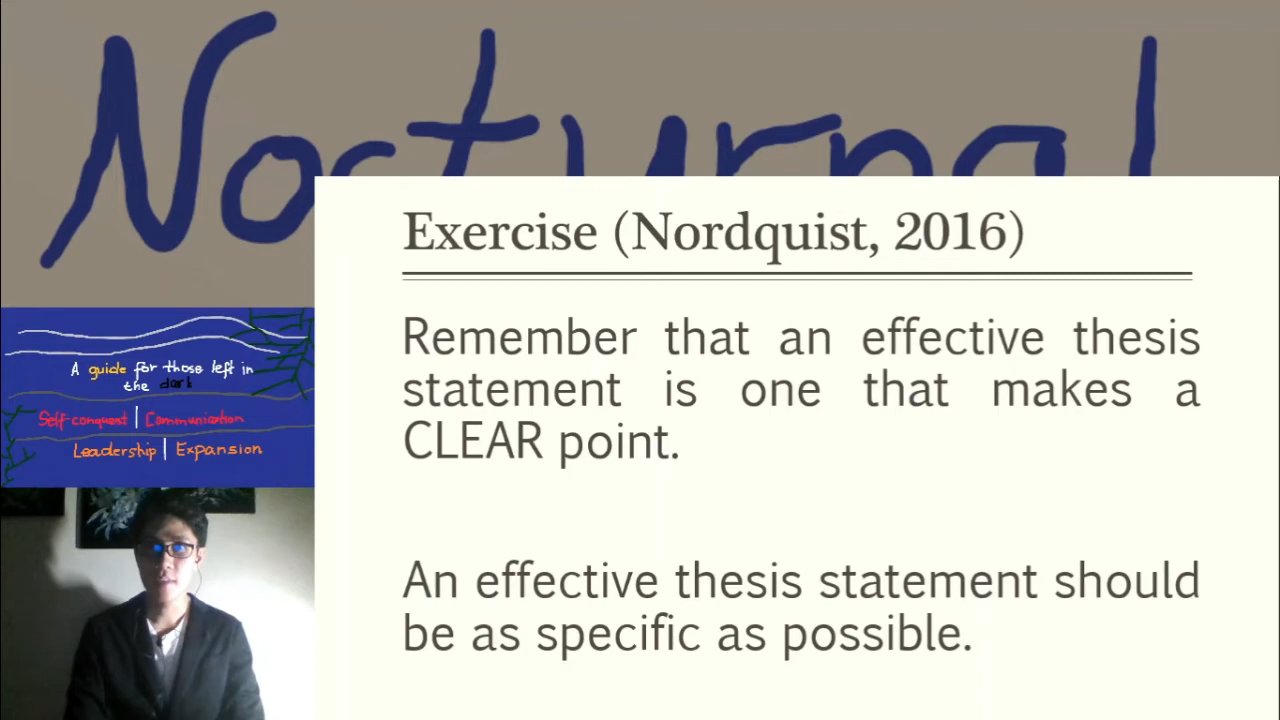 Nocturnal
Exercise (Nordquist, 2016)
Remember that an effective thesis
statement is one that makes a
CLEAR point.
An effective thesis statement should
be as specific as possible.
A guide for those left in
the dark
Self-conquest | Communication
Leadership | Expansion